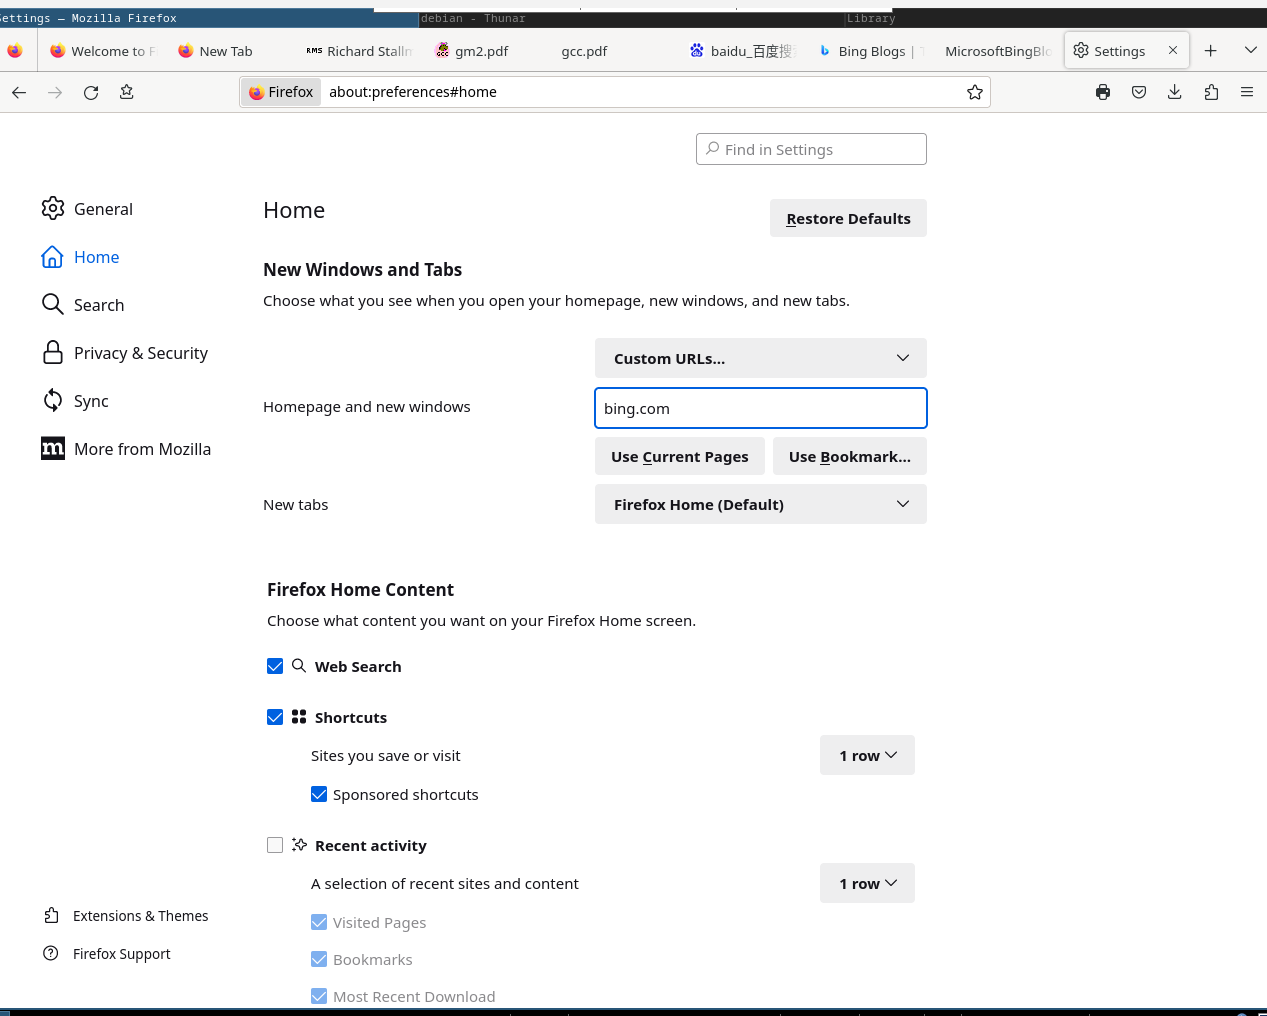 Settings — Mozilla Firefox
debian - Thunar
Library
Welcome to F
New Tab
RMS Richard Stallm
gm2.pdf
gcc.pdf
baidu_百度搜
Bing Blogs |
MicrosoftBingBlo
Settings
Firefox
about:preferences#home
Find in Settings
General
Home
Search
Privacy & Security
Sync
More from Mozilla
Extensions & Themes
Firefox Support
Home
Restore Defaults
New Windows and Tabs
Choose what you see when you open your homepage, new windows, and new tabs.
Custom URLs...
Homepage and new windows
bing.com
Use Current Pages
Use Bookmark...
New tabs
Firefox Home (Default)
Firefox Home Content
Choose what content you want on your Firefox Home screen.
Web Search
Shortcuts
Sites you save or visit
1 row
Sponsored shortcuts
Recent activity
A selection of recent sites and content
1 row
Visited Pages
Bookmarks
Most Recent Download